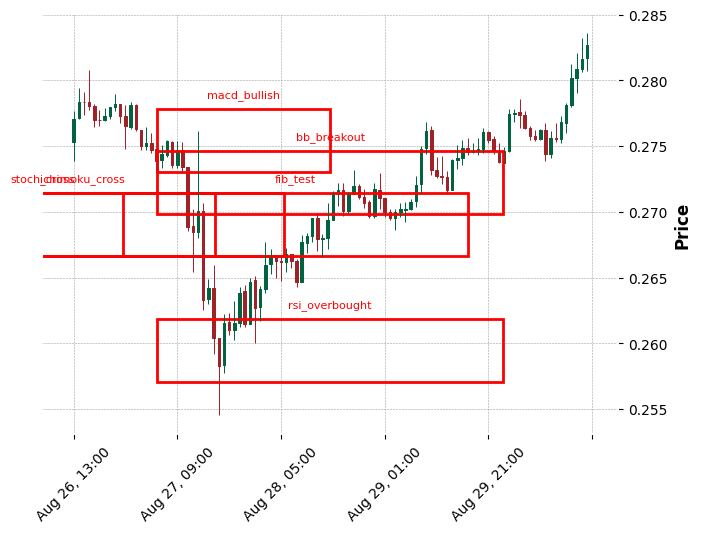 0.285
macd_bullish
0.280
bb_breakout
0.275
fib_test
0.270
Price
0.265
rsi_overbought
0.260
0.255
Aug 26, 13:00
Aug 27, 09:00
Aug 28, 05:00
Aug 29, 01:00
Aug 29, 21:00